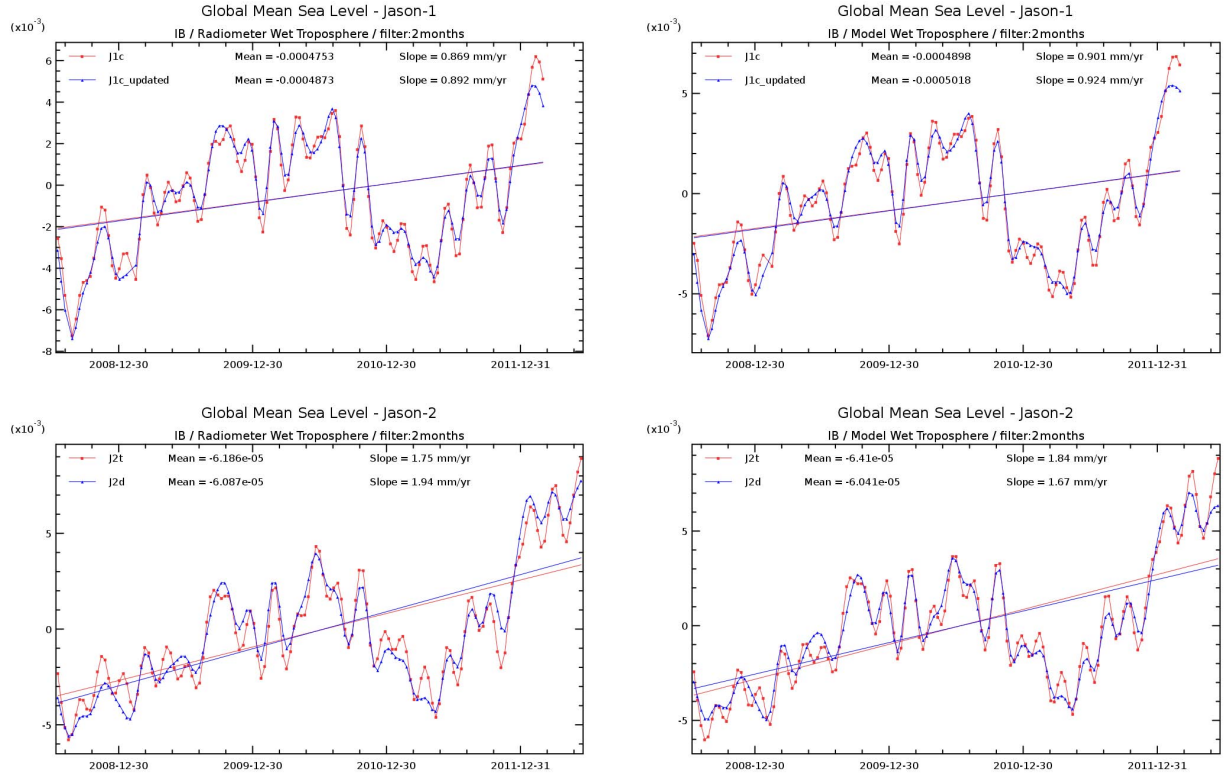 Global Mean Sea Level - Jason-1
(x10⁻³)
IB / Radiometer Wet Troposphere / filter:2months
J1c Mean = -0.0004753 Slope = 0.869 mm/yr
J1c_updated Mean = -0.0004873 Slope = 0.892 mm/yr
6
4
2
0
-2
-4
-6
-8
2008-12-30 2009-12-30 2010-12-30 2011-12-31
Global Mean Sea Level - Jason-1
(x10⁻³)
IB / Model Wet Troposphere / filter:2months
J1c Mean = -0.0004898 Slope = 0.901 mm/yr
J1c_updated Mean = -0.0005018 Slope = 0.924 mm/yr
5
0
-5
2008-12-30 2009-12-30 2010-12-30 2011-12-31
Global Mean Sea Level - Jason-2
(x10⁻³)
IB / Radiometer Wet Troposphere / filter:2months
J2t Mean = -6.186e-05 Slope = 1.75 mm/yr
J2d Mean = -6.087e-05 Slope = 1.94 mm/yr
5
0
-5
2008-12-30 2009-12-30 2010-12-30 2011-12-31
Global Mean Sea Level - Jason-2
(x10⁻³)
IB / Model Wet Troposphere / filter:2months
J2t Mean = -6.41e-05 Slope = 1.84 mm/yr
J2d Mean = -6.041e-05 Slope = 1.67 mm/yr
5
0
-5
2008-12-30 2009-12-30 2010-12-30 2011-12-31